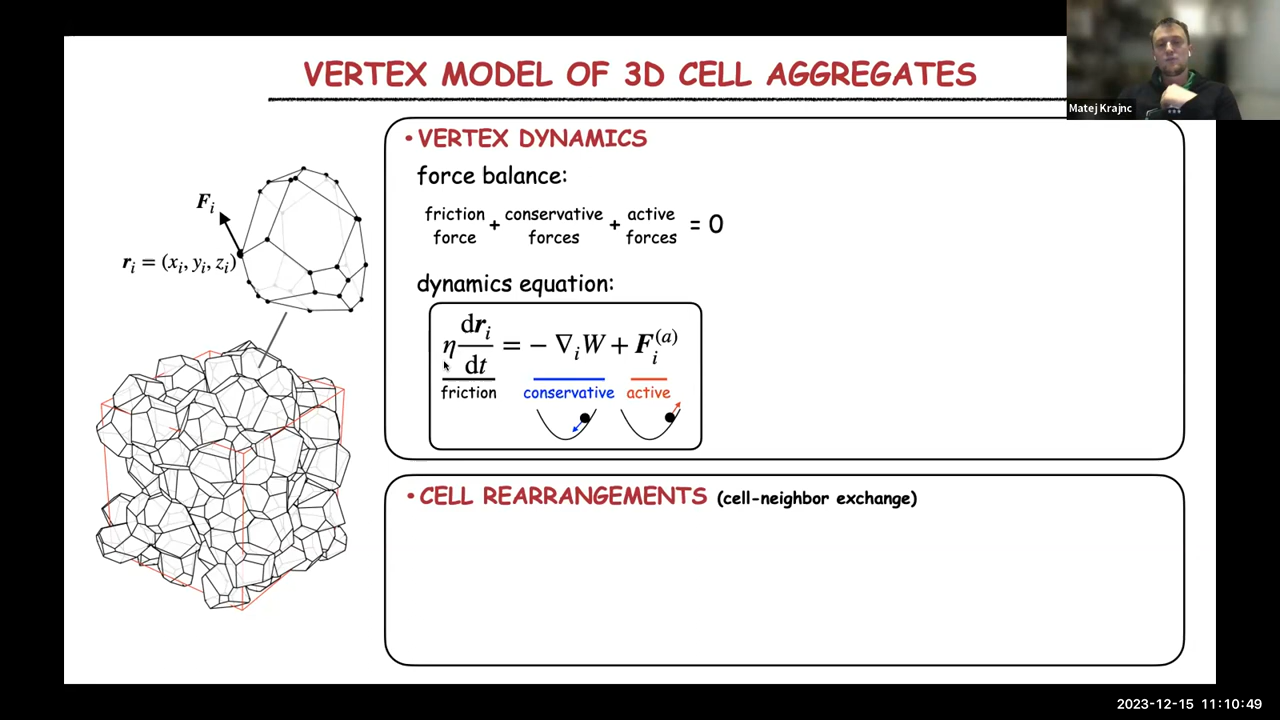 VERTEX MODEL OF 3D CELL AGGREGATES
Matej Krajnc
• VERTEX DYNAMICS
force balance:
friction force + conservative forces + active forces = 0
dynamics equation:
η dr_i/dt = − ∇_i W + F_i^(a)
friction conservative active
F_i
r_i = (x_i, y_i, z_i)
• CELL REARRANGEMENTS (cell-neighbor exchange)
2023-12-15 11:10:49